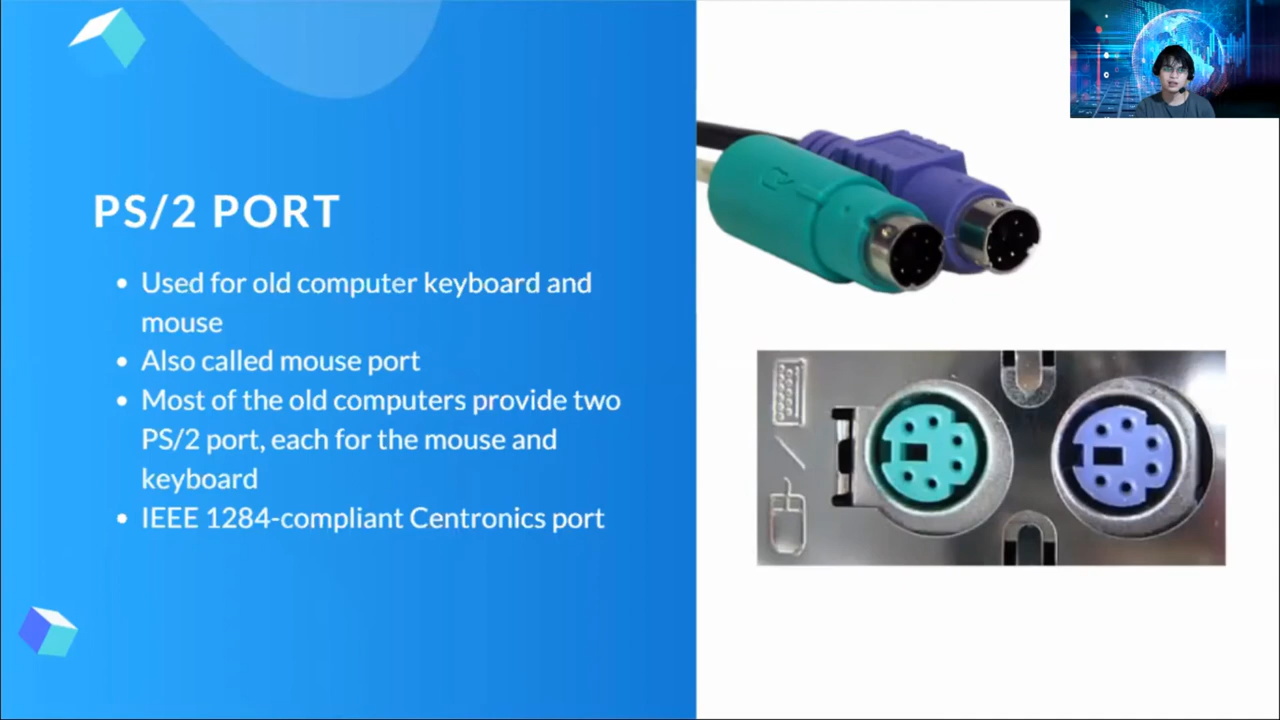 PS/2 PORT
• Used for old computer keyboard and
mouse
• Also called mouse port
• Most of the old computers provide two
PS/2 port, each for the mouse and
keyboard
• IEEE 1284-compliant Centronics port